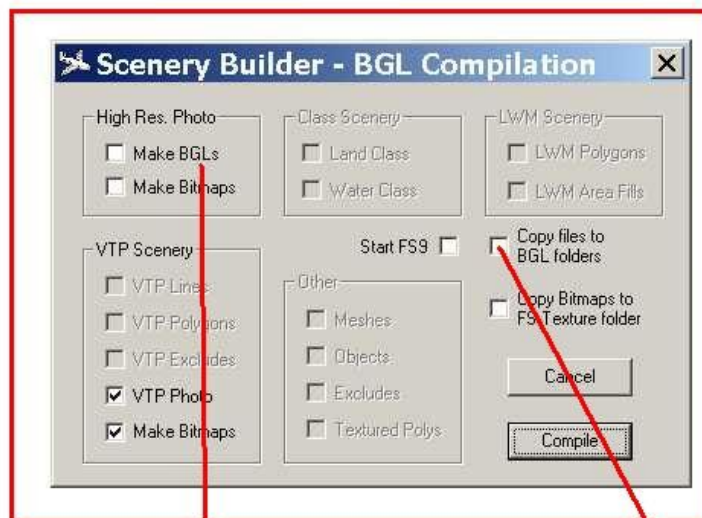 Scenery Builder - BGL Compilation
High Res. Photo
Make BGLs
Make Bitmaps
Class Scenery
Land Class
Water Class
LWM Scenery
LWM Polygons
LWM Area Fills
VTP Scenery
VTP Lines
VTP Polygons
VTP Excludes
VTP Photo
Make Bitmaps
Start FS9
Other
Meshes
Objects
Excludes
Textured Polys
Copy files to
BGL folders
Copy Bitmaps to
FS Texture folder
Cancel
Compile